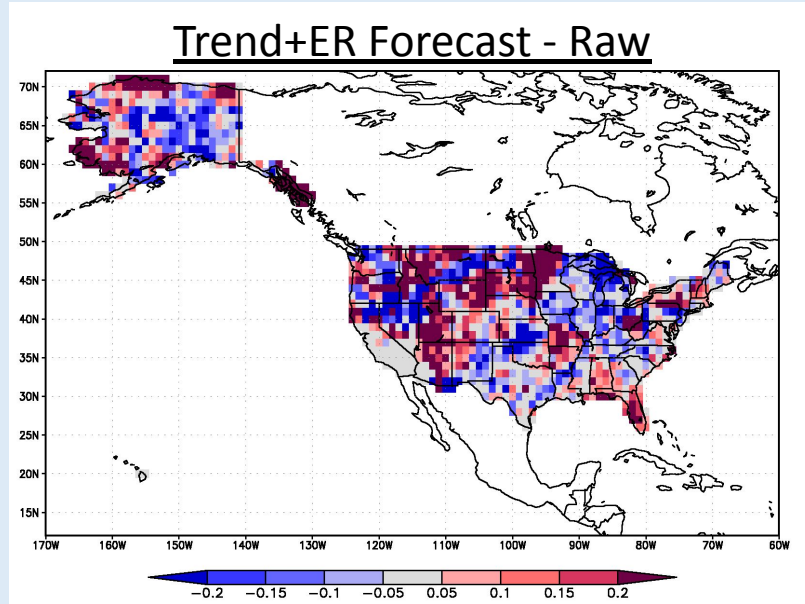 Trend+ER Forecast - Raw
70N
65N
60N
55N
50N
45N
40N
35N
30N
25N
20N
15N
170W 160W 150W 140W 130W 120W 110W 100W 90W 80W 70W 60W
-0.2 -0.15 -0.1 -0.05 0.05 0.1 0.15 0.2